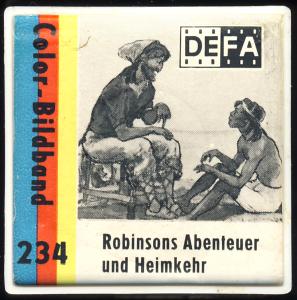 Color-Bildband
234
DEFA
Robinsons Abenteuer
und Heimkehr